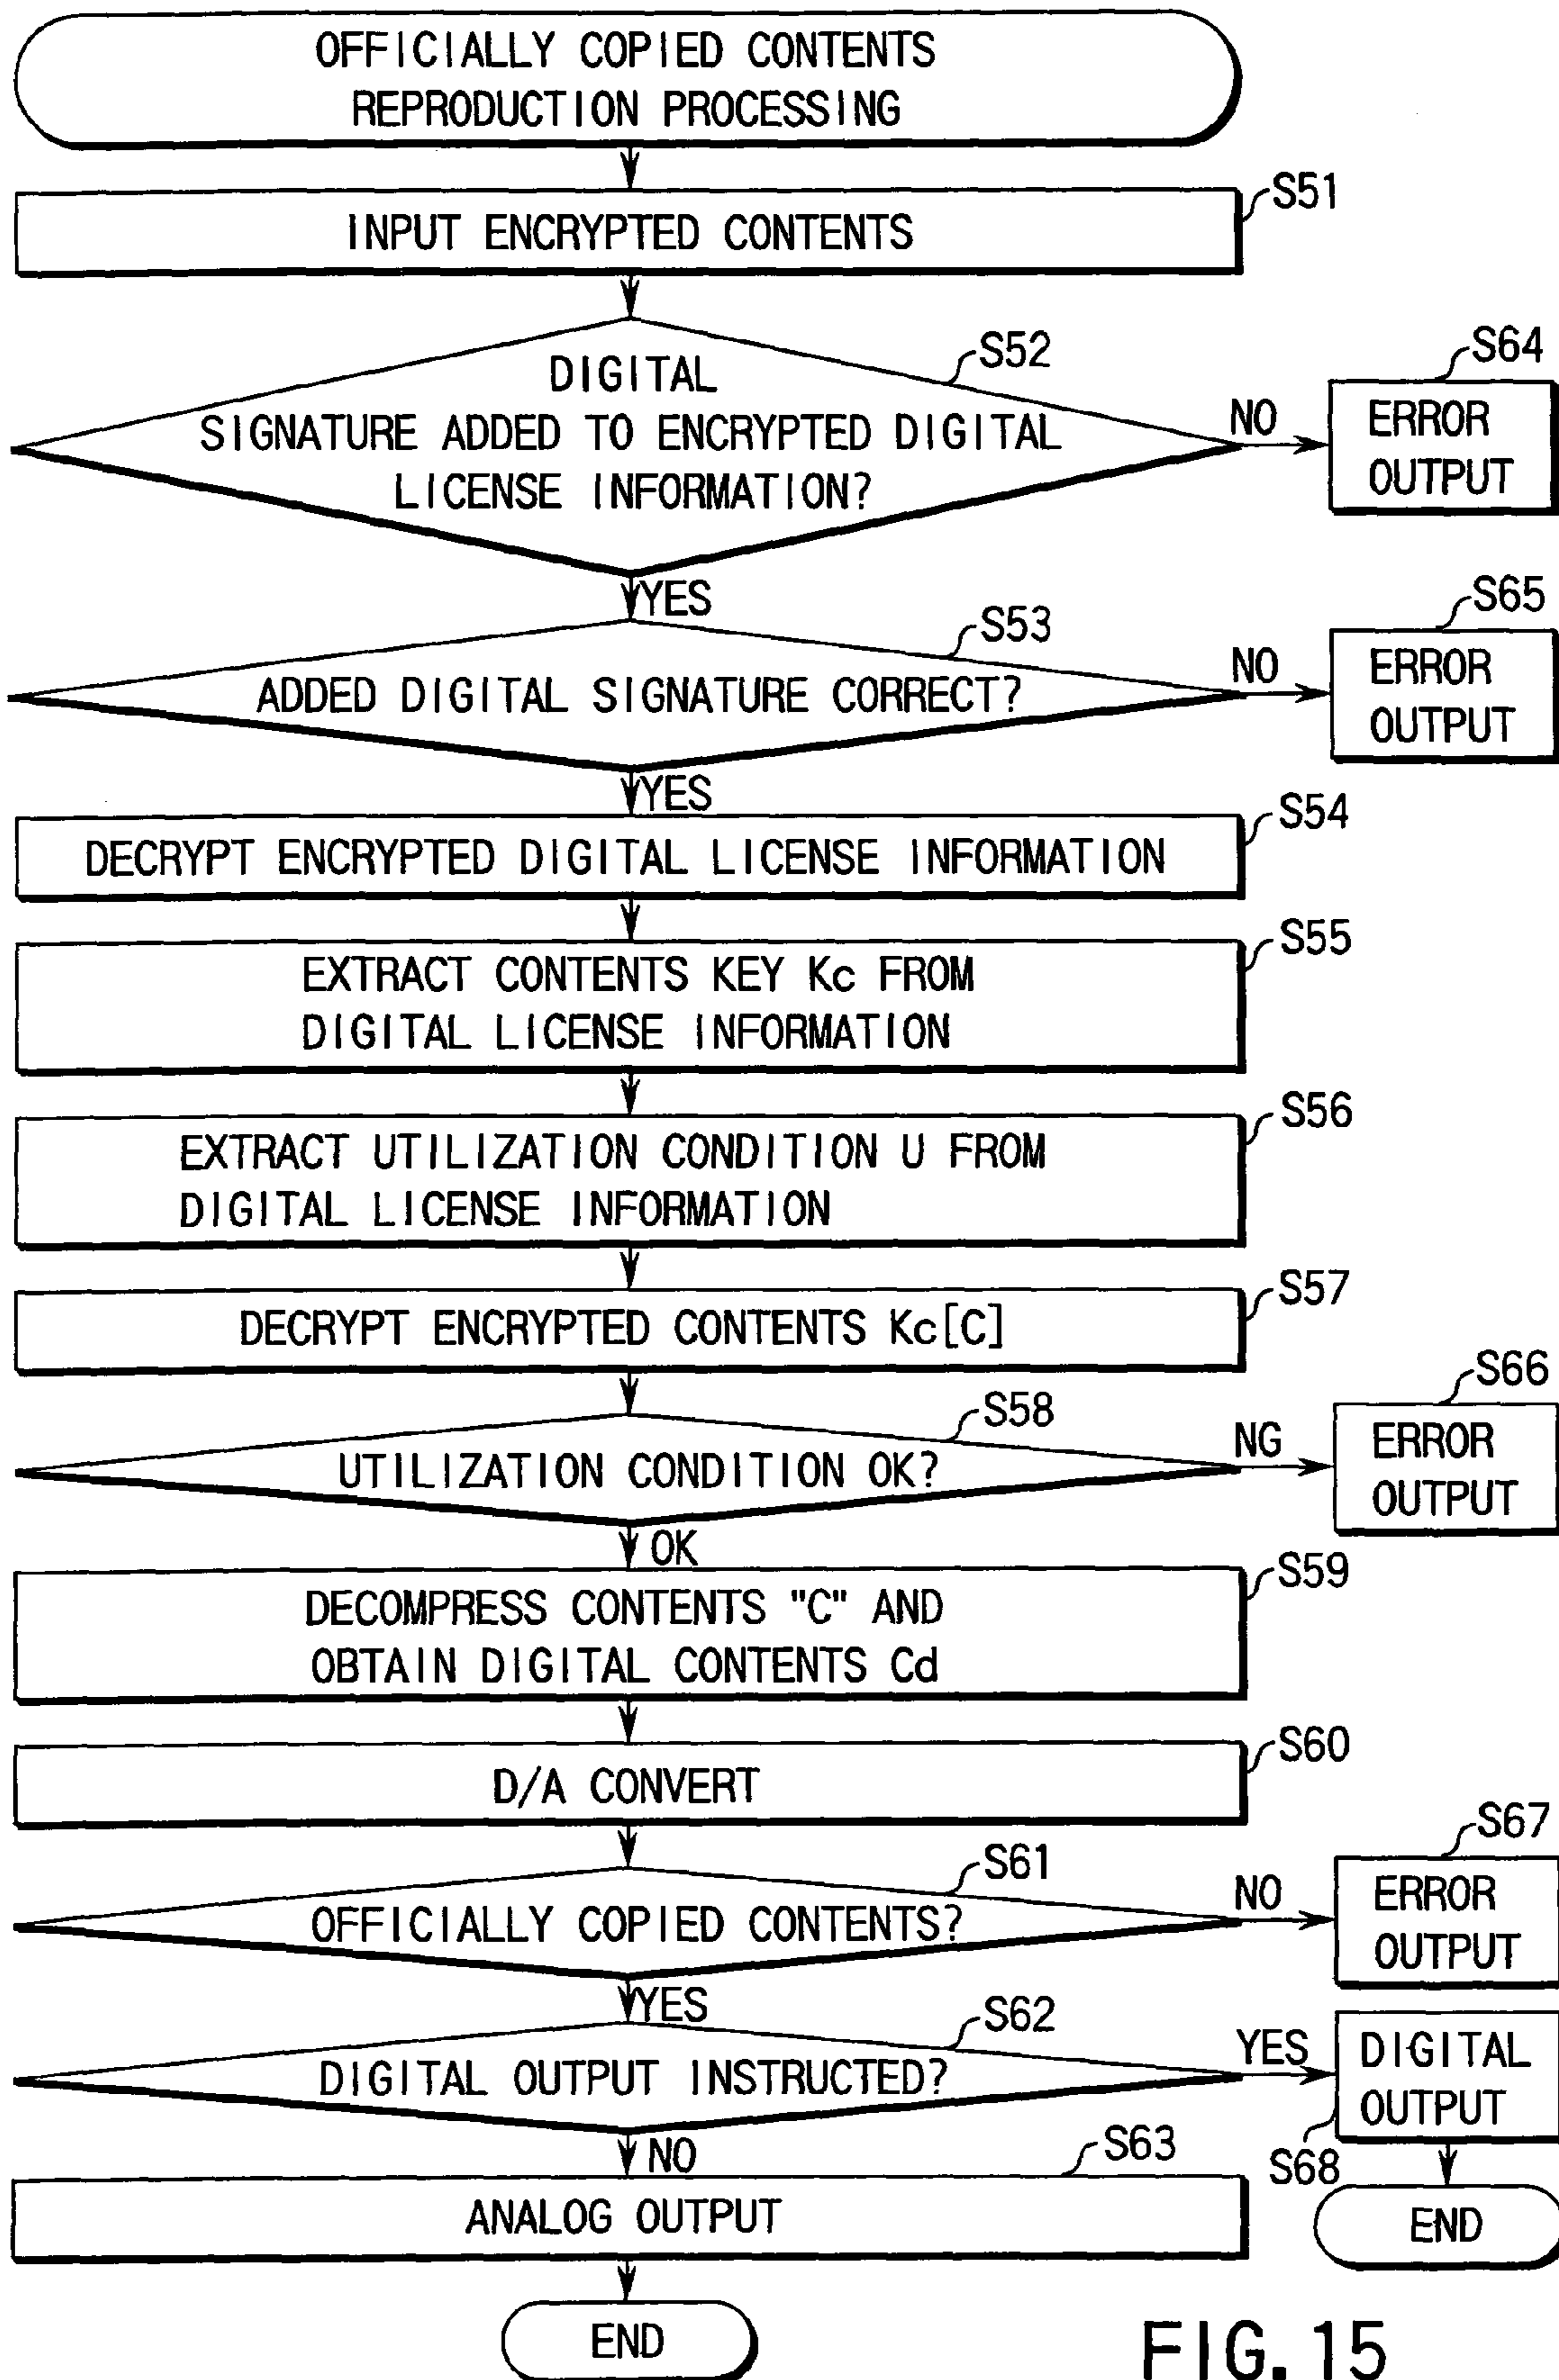 OFFICIALLY COPIED CONTENTS
REPRODUCTION PROCESSING
S51
INPUT ENCRYPTED CONTENTS
S52
DIGITAL
SIGNATURE ADDED TO ENCRYPTED DIGITAL
LICENSE INFORMATION?
NO
S64
ERROR
OUTPUT
YES
S53
ADDED DIGITAL SIGNATURE CORRECT?
NO
S65
ERROR
OUTPUT
YES
S54
DECRYPT ENCRYPTED DIGITAL LICENSE INFORMATION
S55
EXTRACT CONTENTS KEY Kc FROM
DIGITAL LICENSE INFORMATION
S56
EXTRACT UTILIZATION CONDITION U FROM
DIGITAL LICENSE INFORMATION
S57
DECRYPT ENCRYPTED CONTENTS Kc[C]
S58
UTILIZATION CONDITION OK?
NG
S66
ERROR
OUTPUT
OK
S59
DECOMPRESS CONTENTS "C" AND
OBTAIN DIGITAL CONTENTS Cd
S60
D/A CONVERT
S61
OFFICIALLY COPIED CONTENTS?
NO
S67
ERROR
OUTPUT
YES
S62
DIGITAL OUTPUT INSTRUCTED?
YES
DIGITAL
OUTPUT
S68
END
NO
S63
ANALOG OUTPUT
END
FIG. 15